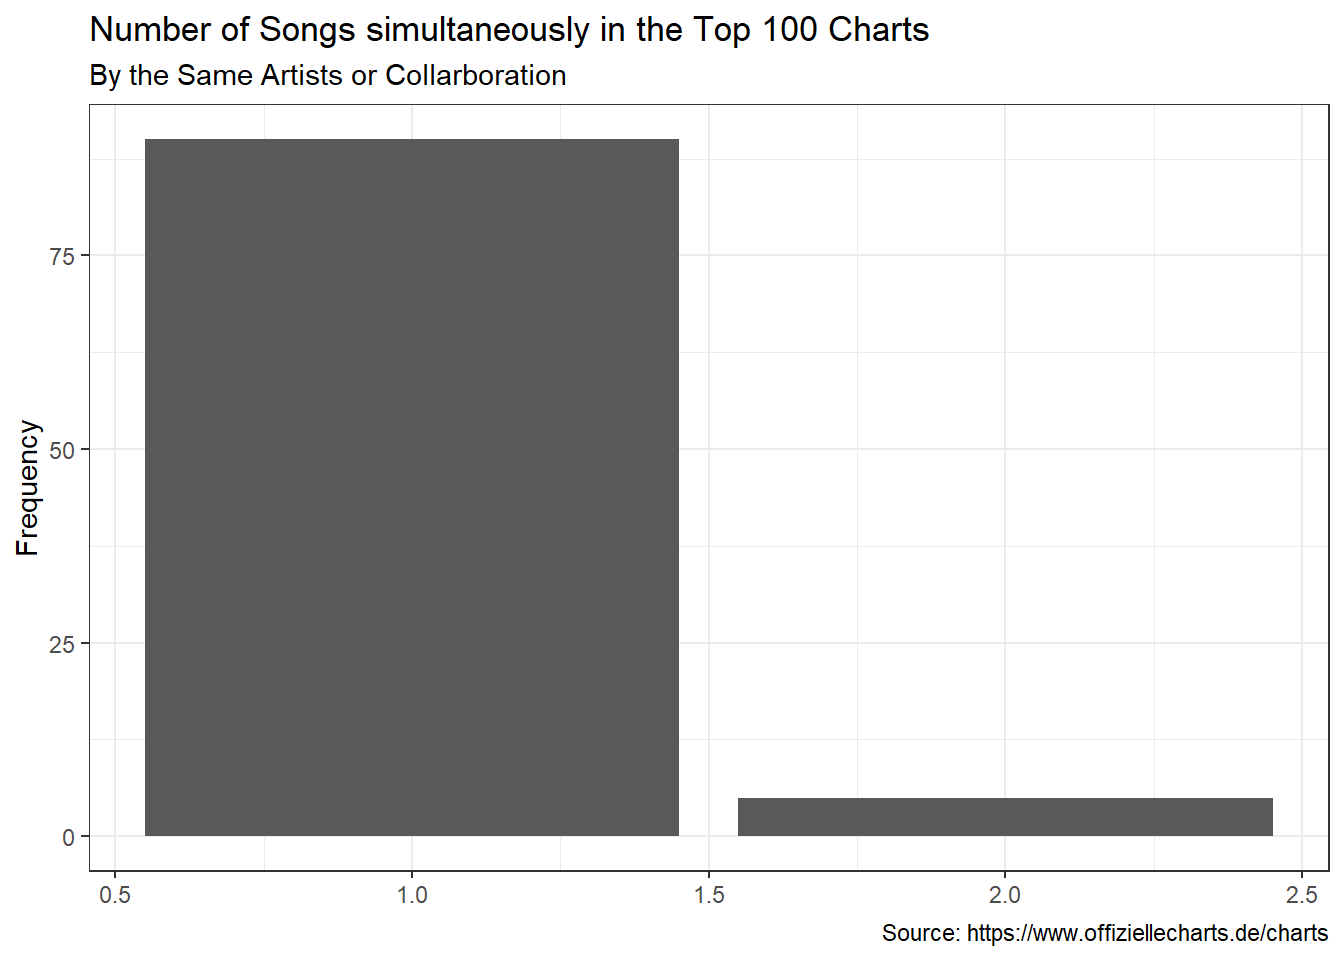 Number of Songs simultaneously in the Top 100 Charts
By the Same Artists or Collarboration
Frequency
75
50
25
0
0.5 1.0 1.5 2.0 2.5
Source: https://www.offiziellecharts.de/charts